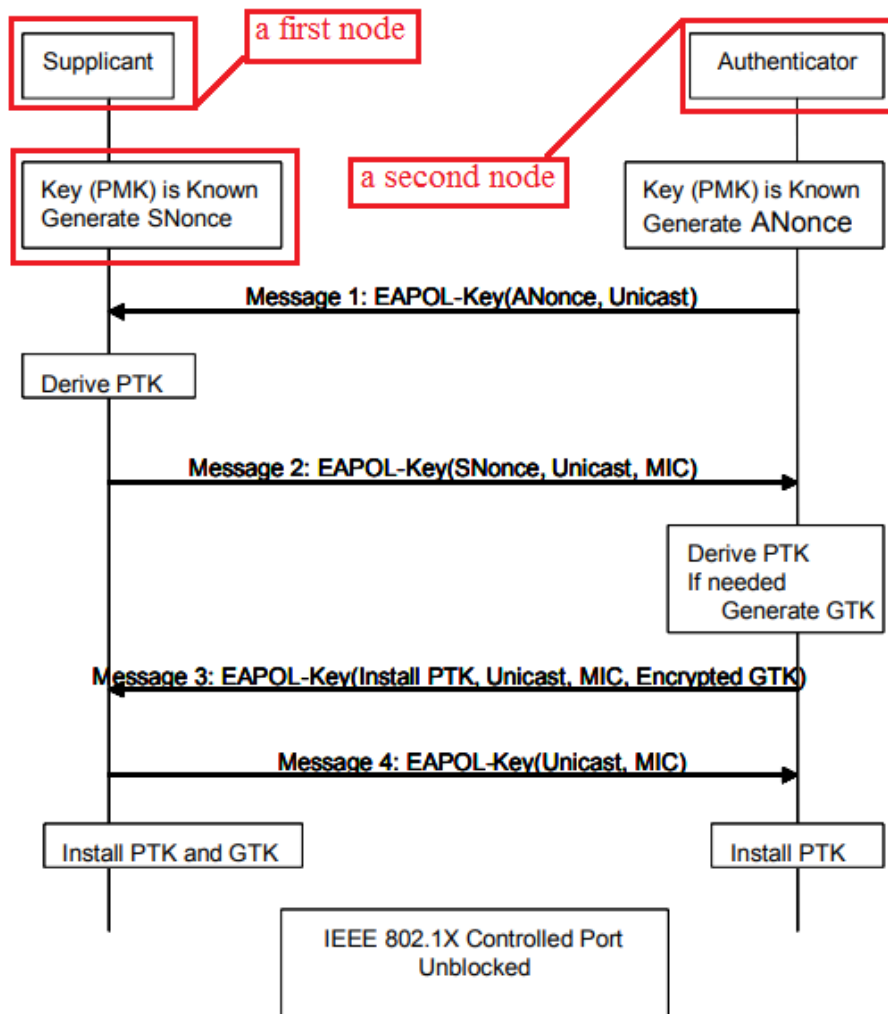 a first node
Supplicant
Authenticator
a second node
Key (PMK) is Known
Generate SNonce
Key (PMK) is Known
Generate ANonce
Message 1: EAPOL-Key(ANonce, Unicast)
Derive PTK
Message 2: EAPOL-Key(SNonce, Unicast, MIC)
Derive PTK
If needed
Generate GTK
Message 3: EAPOL-Key(Install PTK, Unicast, MIC, Encrypted GTK)
Message 4: EAPOL-Key(Unicast, MIC)
Install PTK and GTK
Install PTK
IEEE 802.1X Controlled Port
Unblocked